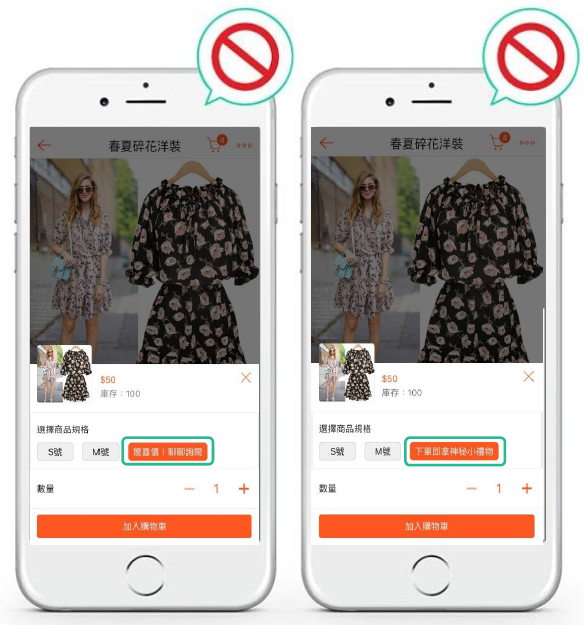 春夏碎花洋裝
4
$50
庫存：100
選擇商品規格
S號
M號
驚喜價！聊聊詢問
數量
1
加入購物車
春夏碎花洋裝
4
$50
庫存：100
選擇商品規格
S號
M號
下單即拿神秘小禮物
數量
1
加入購物車